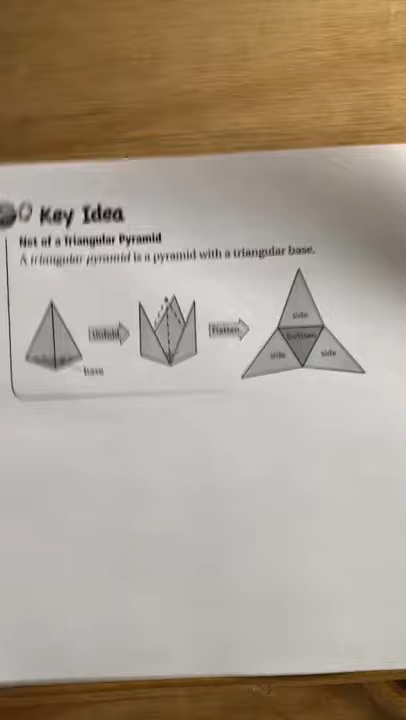 Key Idea
Net of a Triangular Pyramid
A triangular pyramid is a pyramid with a triangular base.
side
Unfold
Flatten
bottom
side
side
base